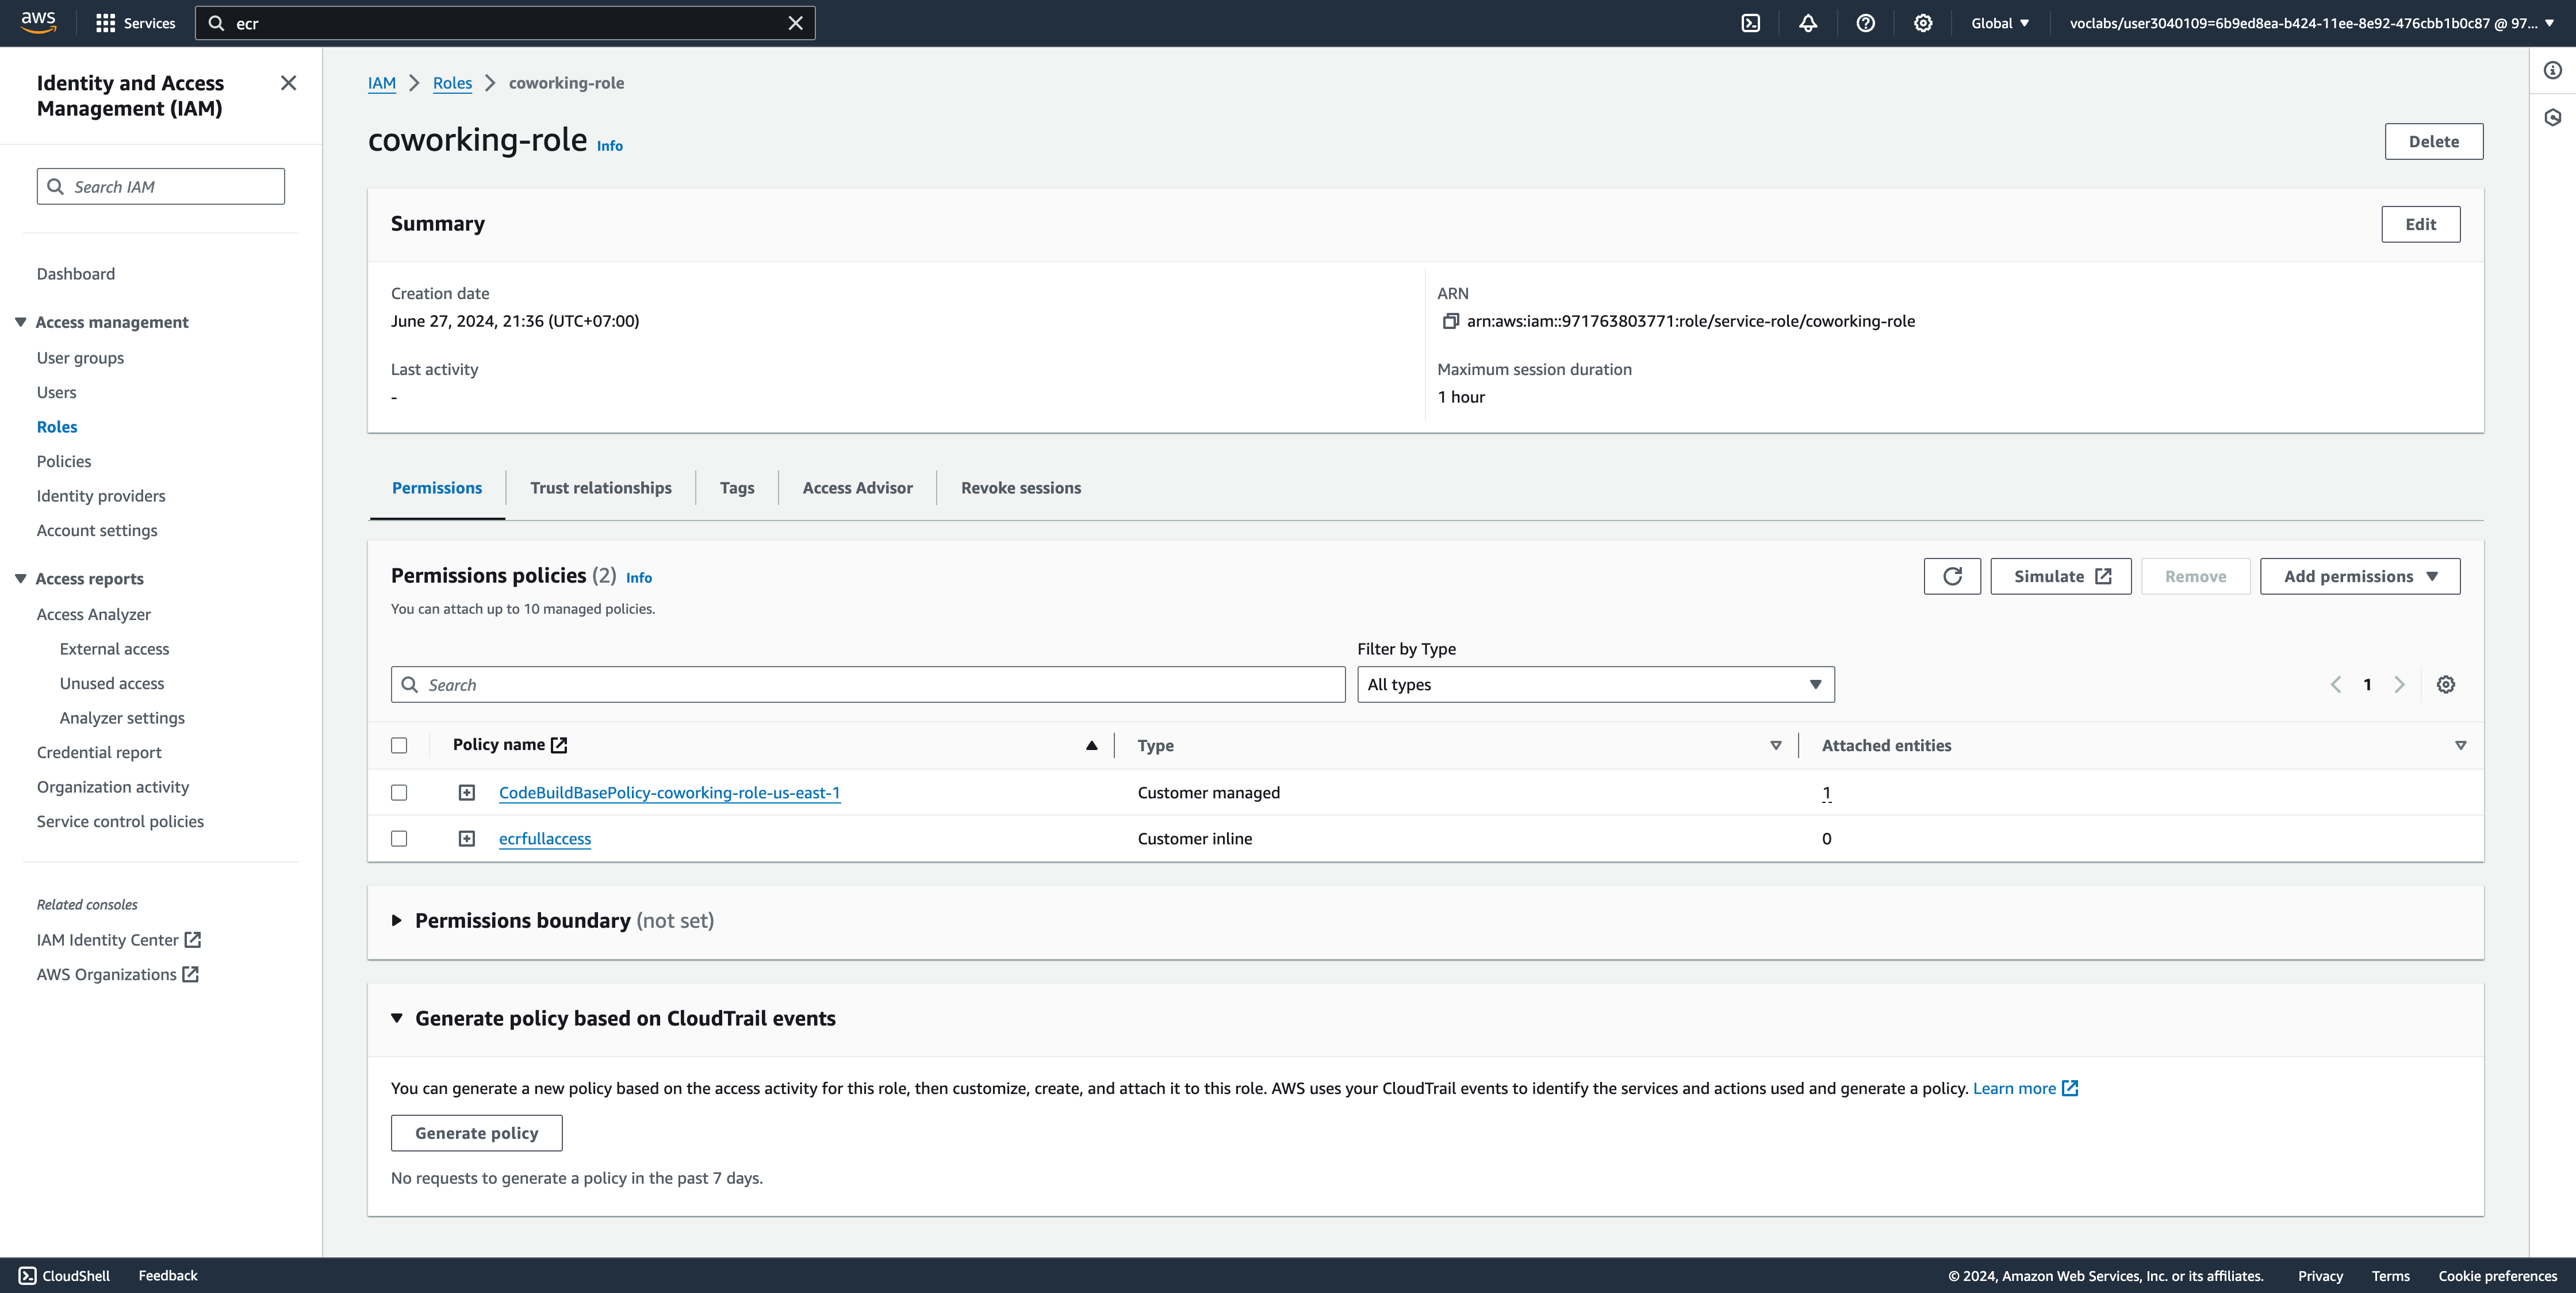 aws
Services
ecr
Global
voclabs/user3040109=6b9ed8ea-b424-11ee-8e92-476cbb1b0c87 @ 97...
Identity and Access
Management (IAM)
Search IAM
Dashboard
Access management
User groups
Users
Roles
Policies
Identity providers
Account settings
Access reports
Access Analyzer
External access
Unused access
Analyzer settings
Credential report
Organization activity
Service control policies
Related consoles
IAM Identity Center
AWS Organizations
IAM Roles coworking-role
coworking-role Info
Delete
Summary
Edit
Creation date
June 27, 2024, 21:36 (UTC+07:00)
ARN
arn:aws:iam::971763803771:role/service-role/coworking-role
Last activity
-
Maximum session duration
1 hour
Permissions Trust relationships Tags Access Advisor Revoke sessions
Permissions policies (2) Info
You can attach up to 10 managed policies.
Simulate Remove Add permissions
Filter by Type
Search
All types
1
Policy name Type Attached entities
CodeBuildBasePolicy-coworking-role-us-east-1 Customer managed 1
ecrfullaccess Customer inline 0
Permissions boundary (not set)
Generate policy based on CloudTrail events
You can generate a new policy based on the access activity for this role, then customize, create, and attach it to this role. AWS uses your CloudTrail events to identify the services and actions used and generate a policy. Learn more
Generate policy
No requests to generate a policy in the past 7 days.
CloudShell Feedback
© 2024, Amazon Web Services, Inc. or its affiliates. Privacy Terms Cookie preferences